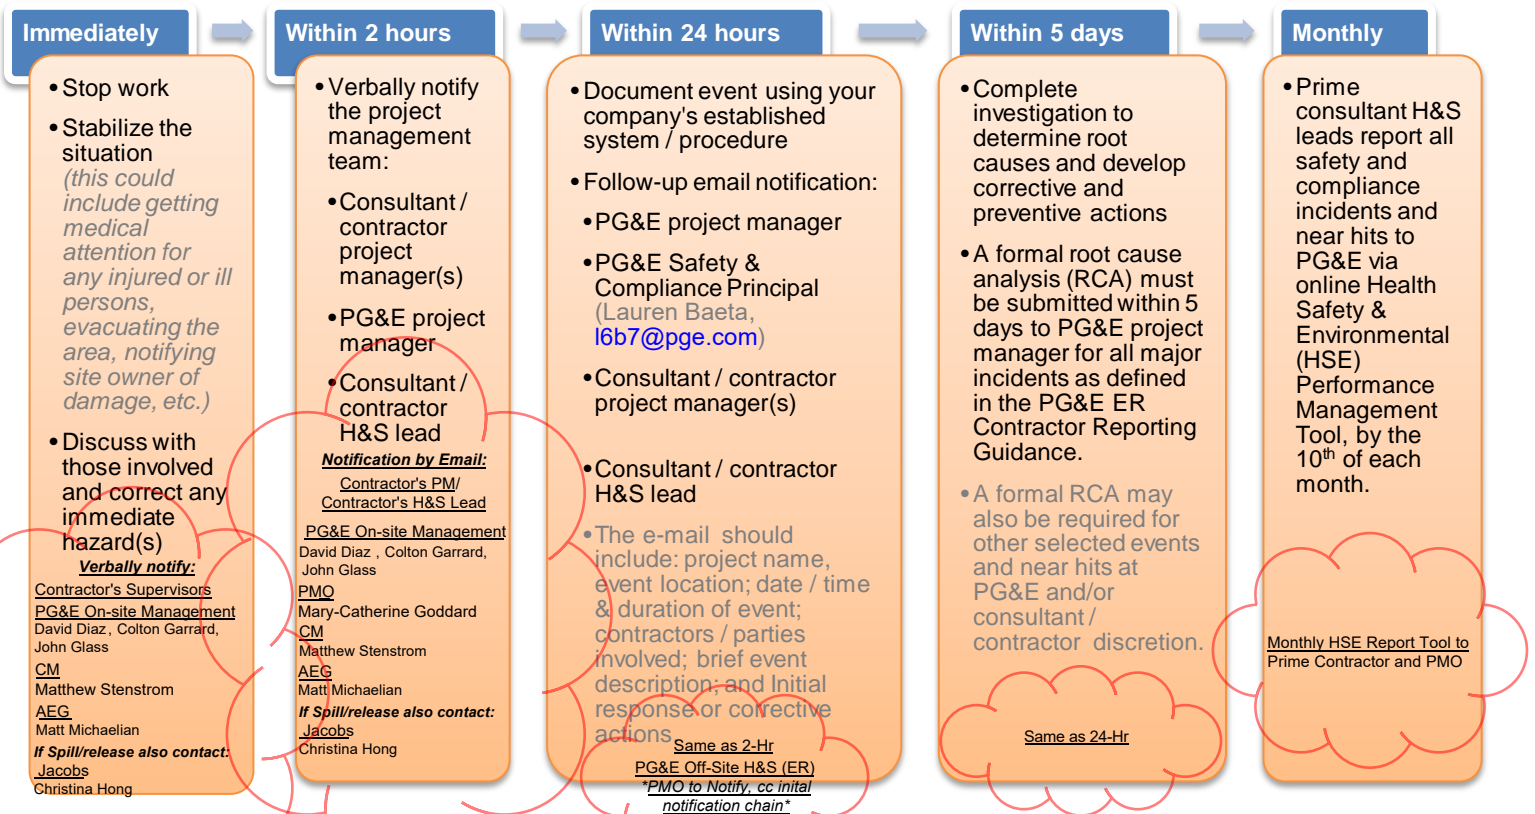 Immediately
• Stop work
• Stabilize the
situation
(this could
include getting
medical
attention for
any injured or ill
persons,
evacuating the
area, notifying
site owner of
damage, etc.)
• Discuss with
those involved
and correct any
immediate
hazard(s)
Verbally notify:
Contractor's Supervisors
PG&E On-site Management
David Diaz , Colton Garrard,
John Glass
CM
Matthew Stenstrom
AEG
Matt Michaelian
If Spill/release also contact:
Jacobs
Christina Hong
Within 2 hours
• Verbally notify
the project
management
team:
• Consultant /
contractor
project
manager(s)
• PG&E project
manager
• Consultant /
contractor
H&S lead
Notification by Email:
Contractor's PM/
Contractor's H&S Lead
PG&E On-site Management
David Diaz , Colton Garrard,
John Glass
PMO
Mary-Catherine Goddard
CM
Matthew Stenstrom
AEG
Matt Michaelian
If Spill/release also contact:
Jacobs
Christina Hong
Within 24 hours
• Document event using your
company's established
system / procedure
• Follow-up email notification:
• PG&E project manager
• PG&E Safety &
Compliance Principal
(Lauren Baeta,
l6b7@pge.com)
• Consultant / contractor
project manager(s)
• Consultant / contractor
H&S lead
• The e-mail should
include: project name,
event location; date / time
& duration of event;
contractors / parties
involved; brief event
description; and Initial
response or corrective
actions
Same as 2-Hr
PG&E Off-Site H&S (ER)
*PMO to Notify, cc inital
notification chain*
Within 5 days
• Complete
investigation to
determine root
causes and develop
corrective and
preventive actions
• A formal root cause
analysis (RCA) must
be submitted within 5
days to PG&E project
manager for all major
incidents as defined
in the PG&E ER
Contractor Reporting
Guidance.
• A formal RCA may
also be required for
other selected events
and near hits at
PG&E and/or
consultant /
contractor discretion.
Same as 24-Hr
Monthly
• Prime
consultant H&S
leads report all
safety and
compliance
incidents and
near hits to
PG&E via
online Health
Safety &
Environmental
(HSE)
Performance
Management
Tool, by the
10th of each
month.
Monthly HSE Report Tool to
Prime Contractor and PMO